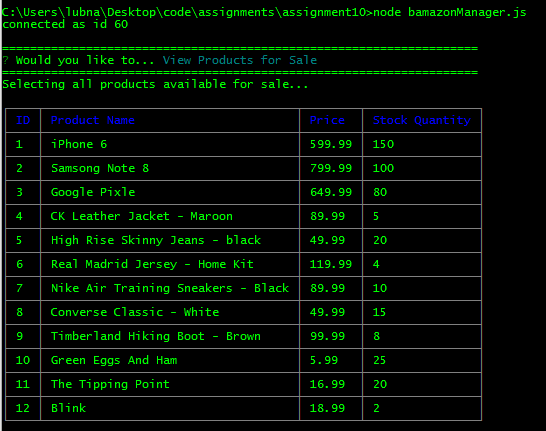 C:\Users\lubna\Desktop\code\assignments\assignment10>node bamazonManager.js
connected as id 60
? Would you like to... View Products for Sale
Selecting all products available for sale...
ID Product Name Price Stock Quantity
1 iPhone 6 599.99 150
2 Samsong Note 8 799.99 100
3 Google Pixle 649.99 80
4 CK Leather Jacket - Maroon 89.99 5
5 High Rise Skinny Jeans - black 49.99 20
6 Real Madrid Jersey - Home Kit 119.99 4
7 Nike Air Training Sneakers - Black 89.99 10
8 Converse Classic - White 49.99 15
9 Timberland Hiking Boot - Brown 99.99 8
10 Green Eggs And Ham 5.99 25
11 The Tipping Point 16.99 20
12 Blink 18.99 2